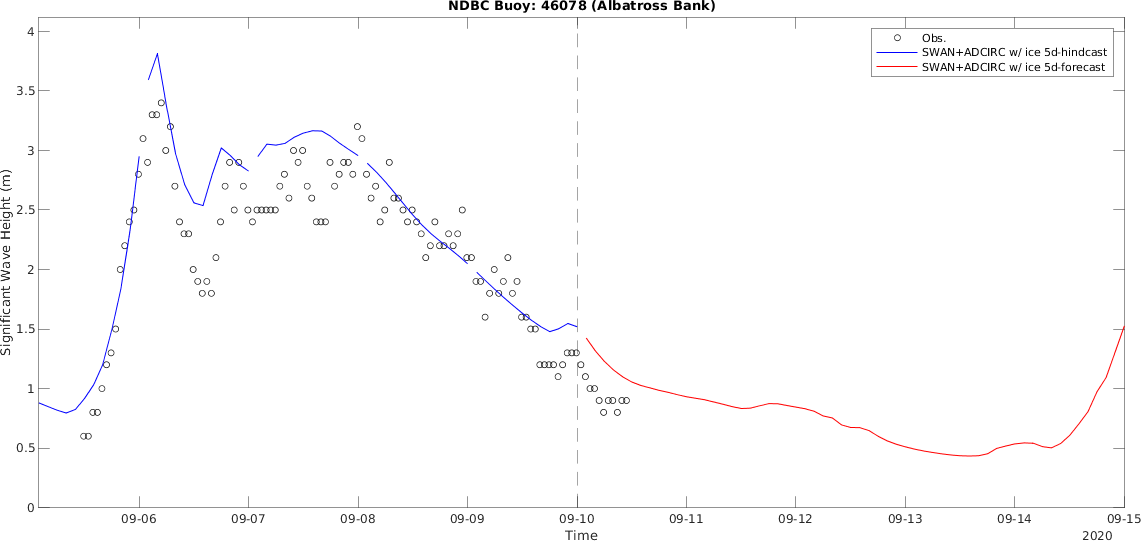 NDBC Buoy: 46078 (Albatross Bank)
Obs.
SWAN+ADCIRC w/ ice 5d-hindcast
SWAN+ADCIRC w/ ice 5d-forecast
Significant Wave Height (m)
4
3.5
3
2.5
2
1.5
1
0.5
0
09-06 09-07 09-08 09-09 09-10 09-11 09-12 09-13 09-14 09-15
Time
2020